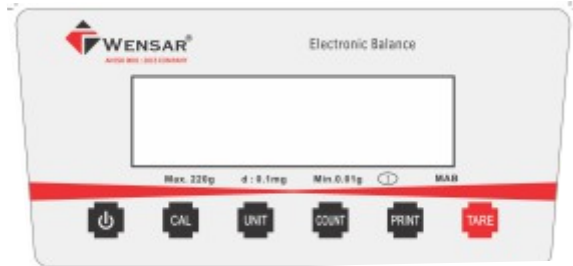 WENSAR®
Electronic Balance
Max. 220g d : 0.1mg Min.0.01g I MAB
CAL UNIT COUNT PRINT TARE